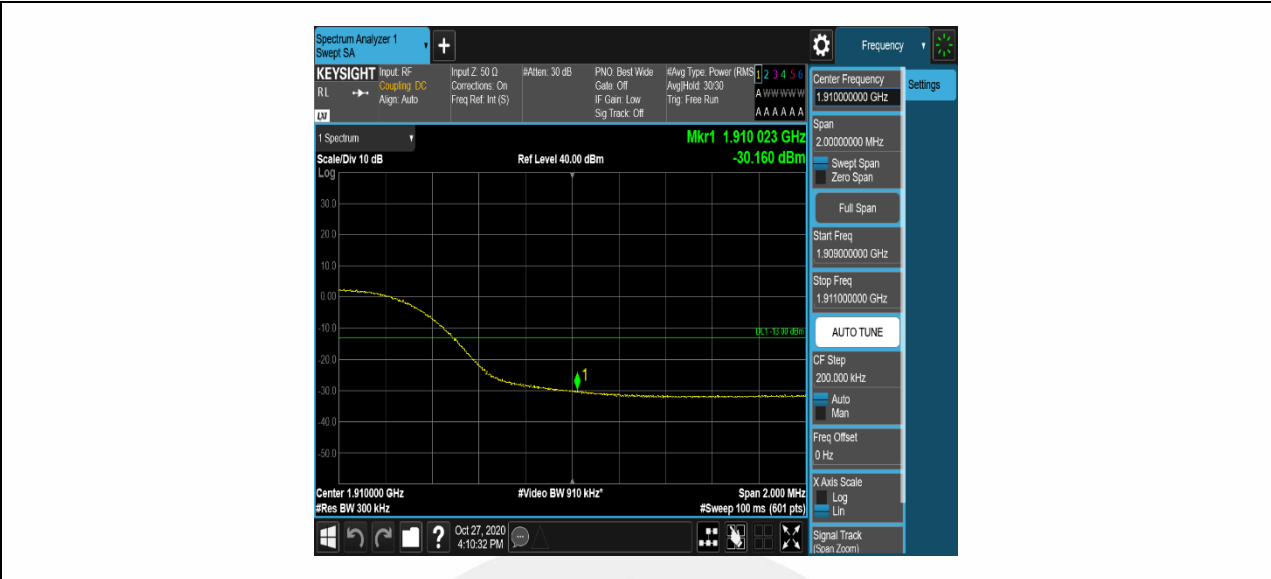 Spectrum Analyzer 1
Swept SA
+
Frequency
KEYSIGHT
RL
LXI
Input: RF
Coupling: DC
Align: Auto
Input Z: 50 Ω
Corrections: On
Freq Ref: Int (S)
#Atten: 30 dB
PNO: Best Wide
Gate: Off
IF Gain: Low
Sig Track: Off
#Avg Type: Power (RMS
Avg|Hold: 30/30
Trig: Free Run
1 2 3 4 5 6
A W W W W W
A A A A A A
Center Frequency
1.910000000 GHz
Settings
Span
2.00000000 MHz
Swept Span
Zero Span
Full Span
Start Freq
1.909000000 GHz
Stop Freq
1.911000000 GHz
AUTO TUNE
CF Step
200.000 kHz
Auto
Man
Freq Offset
0 Hz
X Axis Scale
Log
Lin
Signal Track
(Span Zoom)
1 Spectrum
Mkr1 1.910 023 GHz
Scale/Div 10 dB
Ref Level 40.00 dBm
-30.160 dBm
Log
30.0
20.0
10.0
0.00
-10.0
DL1 -13.00 dBm
-20.0
1
-30.0
-40.0
-50.0
Center 1.910000 GHz
#Video BW 910 kHz*
Span 2.000 MHz
#Res BW 300 kHz
#Sweep 100 ms (601 pts)
?
Oct 27, 2020
4:10:32 PM